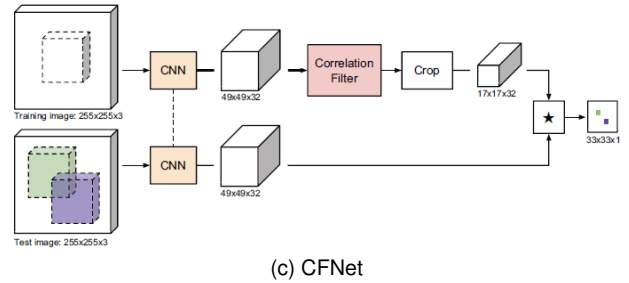 CNN
49x49x32
Correlation
Filter
Crop
17x17x32
Training image: 255x255x3
★
33x33x1
CNN
49x49x32
Test image: 255x255x3
(c) CFNet